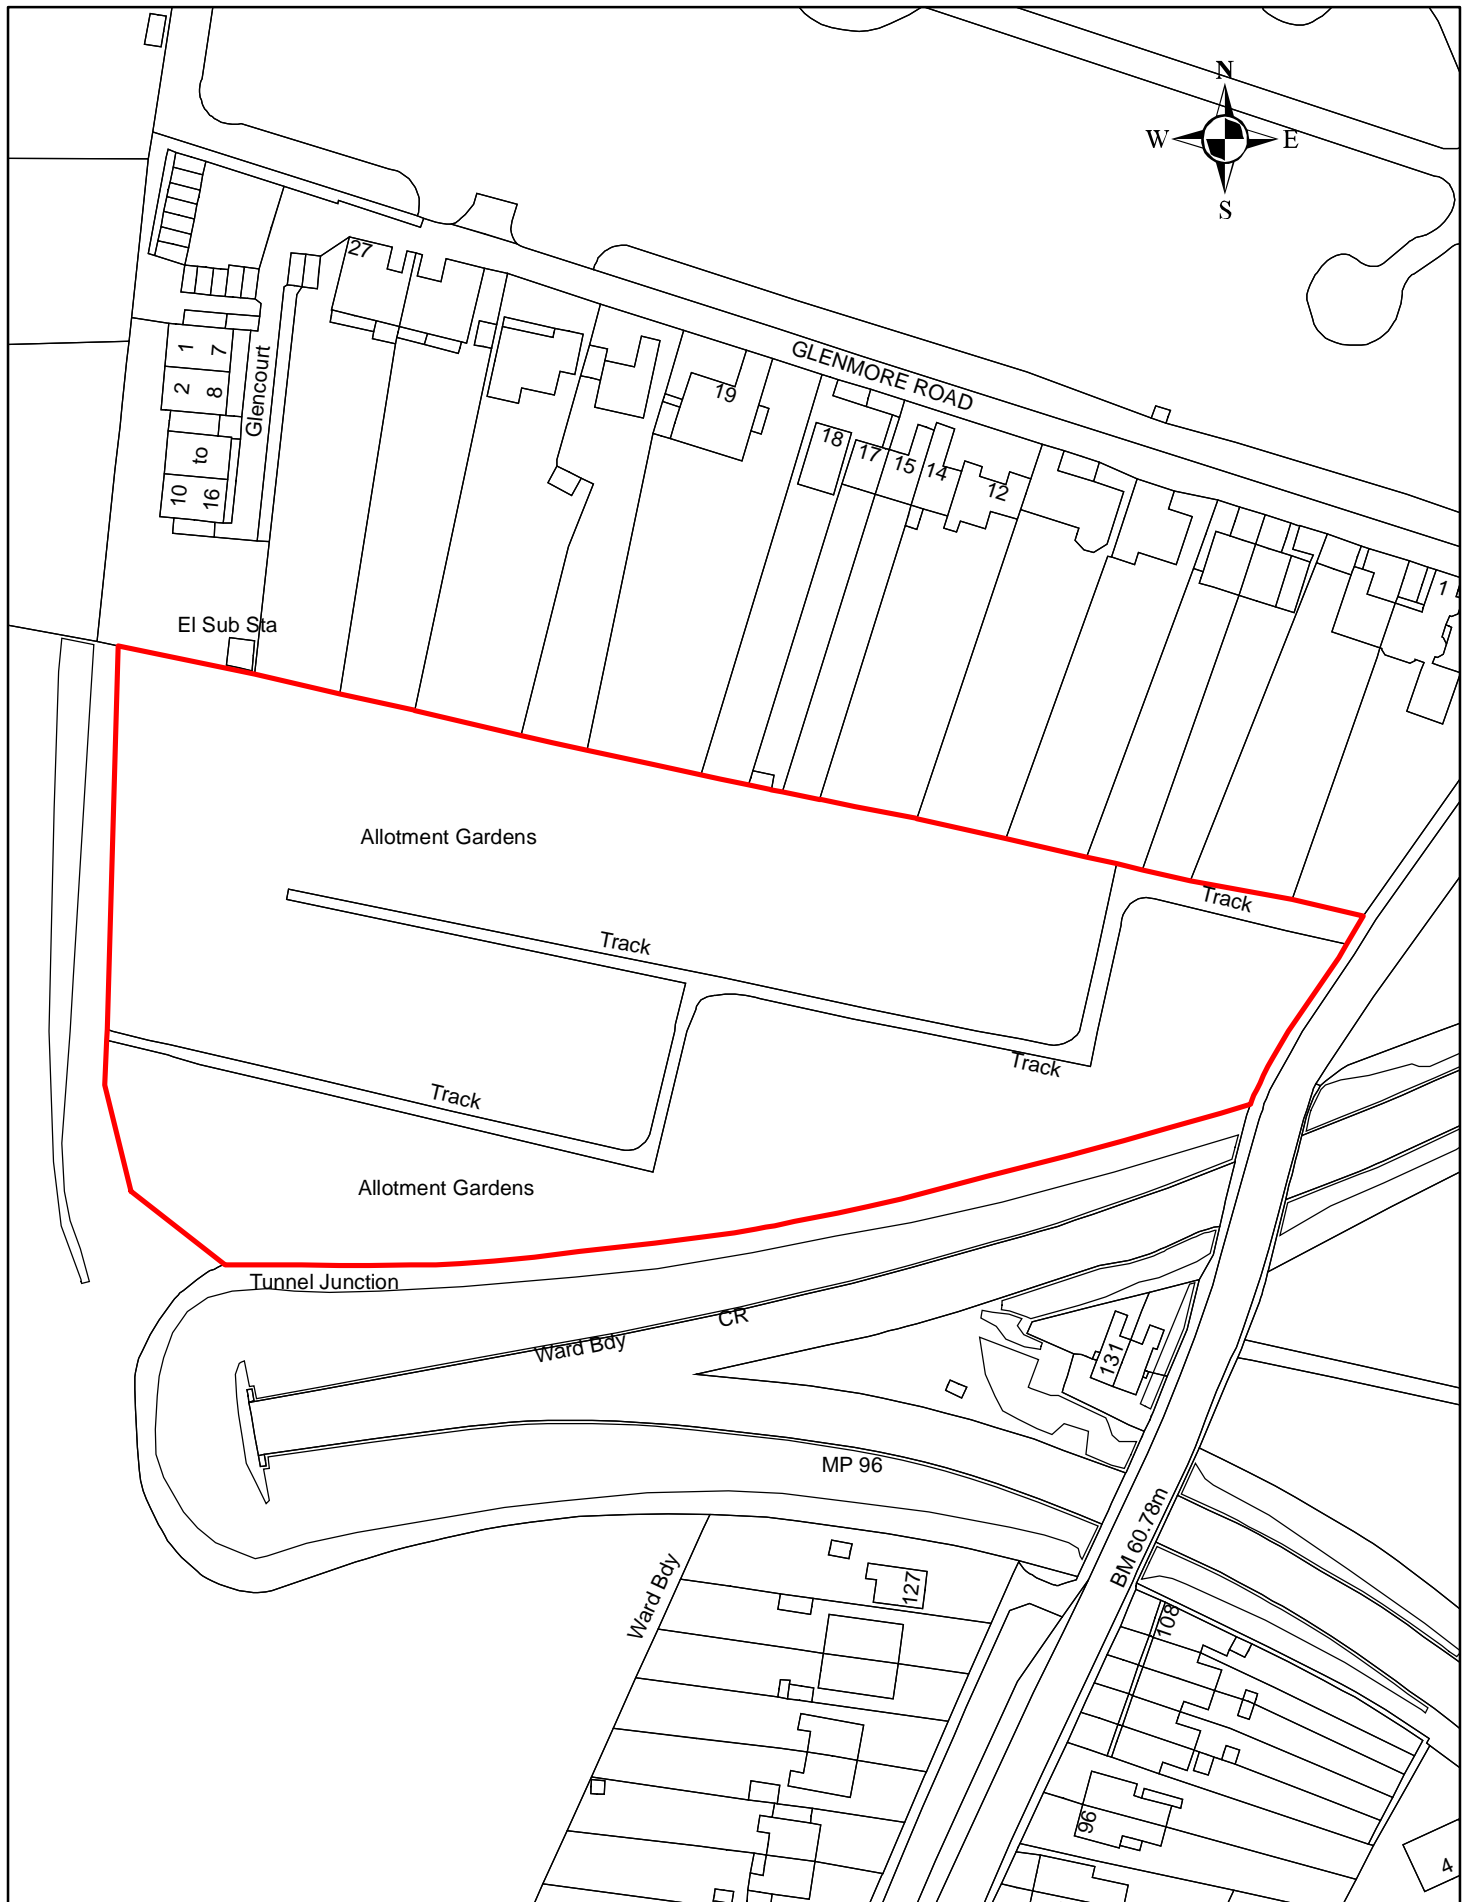 N
W E
S
27
GLENMORE ROAD
1 7
2 8
Glencourt
19
to
18
17
15
14
12
10
16
1
El Sub Sta
Allotment Gardens
Track
Track
Track
Track
Allotment Gardens
Tunnel Junction
CR
Ward Bdy
131
MP 96
BM 60.78m
Ward Bdy
127
108
96
4